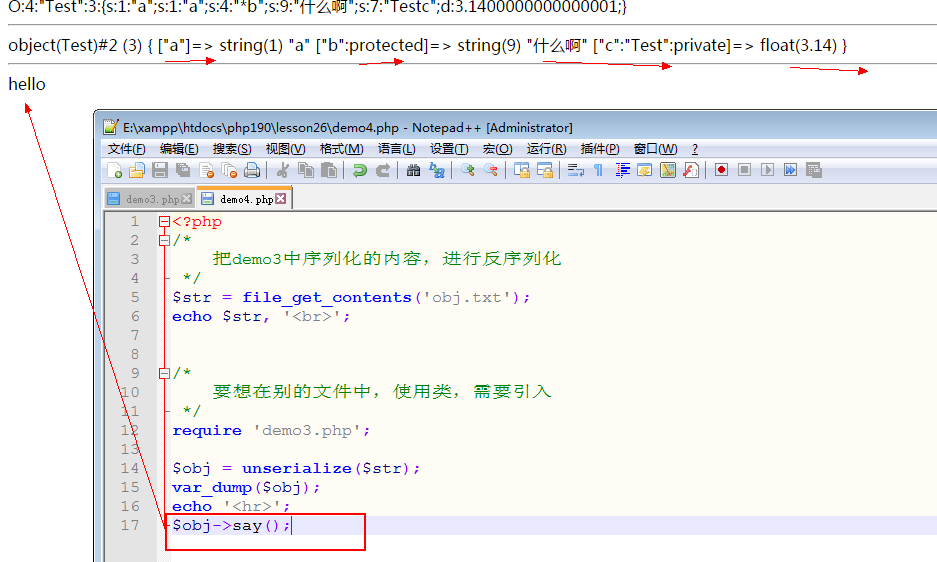 O:4:"Test":3:{s:1:"a";s:1:"a";s:4:"*b";s:9:"什么啊";s:7:"Testc";d:3.1400000000000001;}
object(Test)#2 (3) { ["a"]=> string(1) "a" ["b":protected]=> string(9) "什么啊" ["c":"Test":private]=> float(3.14) }
hello
E:\xampp\htdocs\php190\lesson26\demo4.php - Notepad++ [Administrator]
文件(F) 编辑(E) 搜索(S) 视图(V) 格式(M) 语言(L) 设置(T) 宏(O) 运行(R) 插件(P) 窗口(W) ?
demo3.php demo4.php
1 <?php
2 /*
3 把demo3中序列化的内容，进行反序列化
4 */
5 $str = file_get_contents('obj.txt');
6 echo $str, '<br>';
7
8
9 /*
10 要想在别的文件中，使用类，需要引入
11 */
12 require 'demo3.php';
13
14 $obj = unserialize($str);
15 var_dump($obj);
16 echo '<hr>';
17 $obj->say();